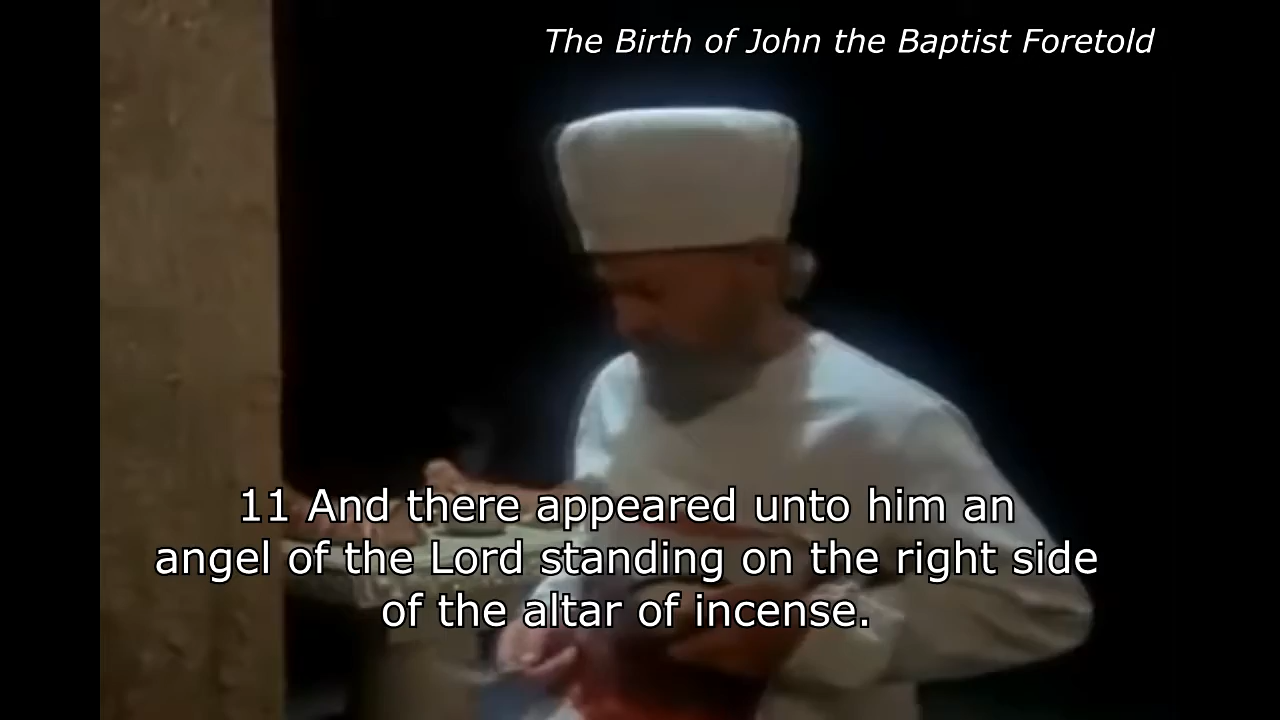 The Birth of John the Baptist Foretold
11 And there appeared unto him an
angel of the Lord standing on the right side
of the altar of incense.